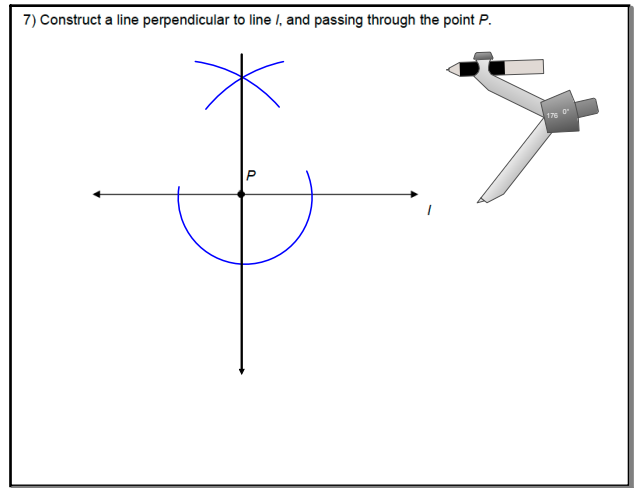 7) Construct a line perpendicular to line l, and passing through the point P.
176 0°
P
l